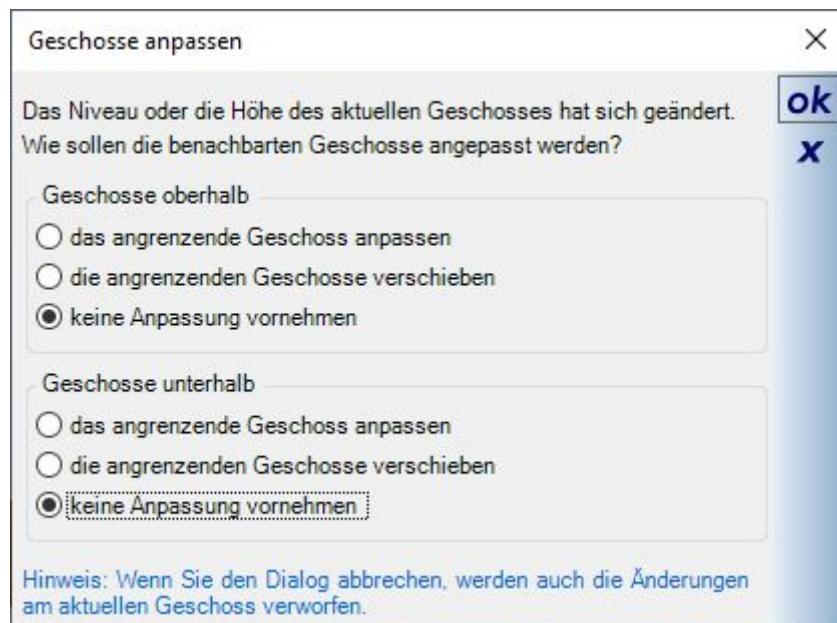 Geschosse anpassen
Das Niveau oder die Höhe des aktuellen Geschosses hat sich geändert.
Wie sollen die benachbarten Geschosse angepasst werden?
ok
x
Geschosse oberhalb
das angrenzende Geschoss anpassen
die angrenzenden Geschosse verschieben
keine Anpassung vornehmen
Geschosse unterhalb
das angrenzende Geschoss anpassen
die angrenzenden Geschosse verschieben
keine Anpassung vornehmen
Hinweis: Wenn Sie den Dialog abbrechen, werden auch die Änderungen
am aktuellen Geschoss verworfen.